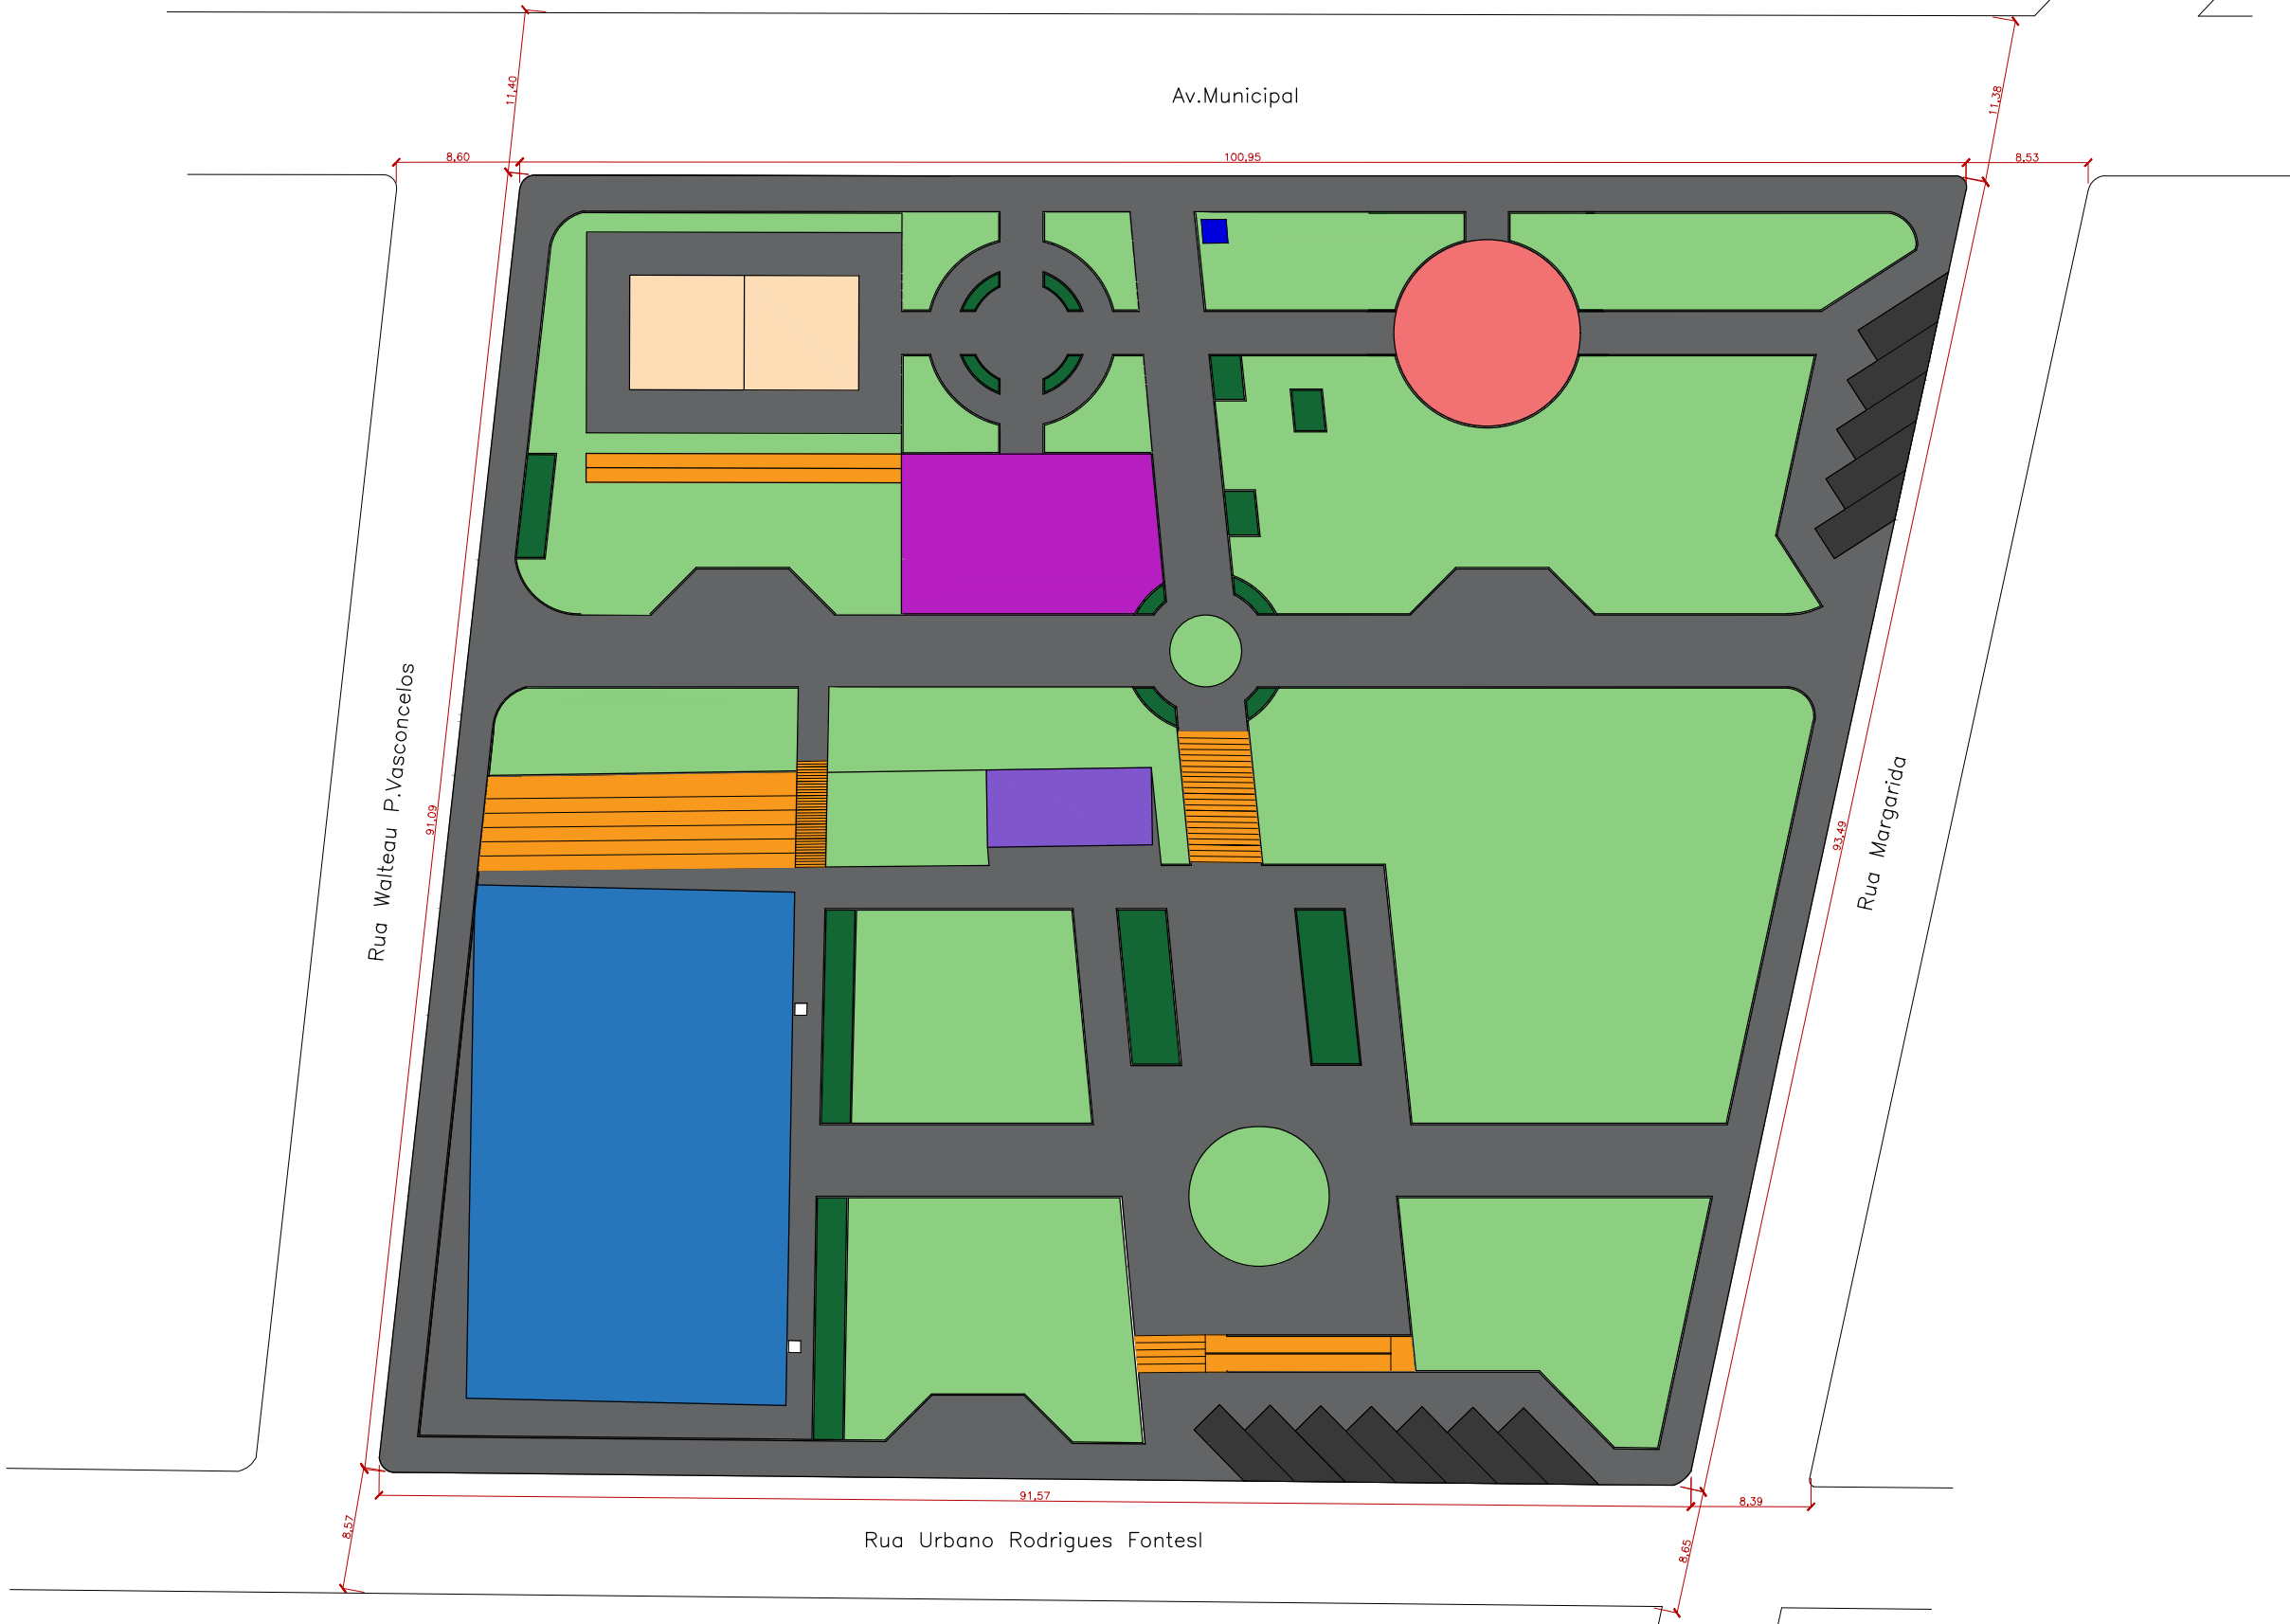 11,40
Av.Municipal
11,38
8,60
100,95
8,53
Rua Walteau P.Vasconcelos
91,09
93,49
Rua Margarida
91,57
8,39
8,57
Rua Urbano Rodrigues Fontesl
8,65